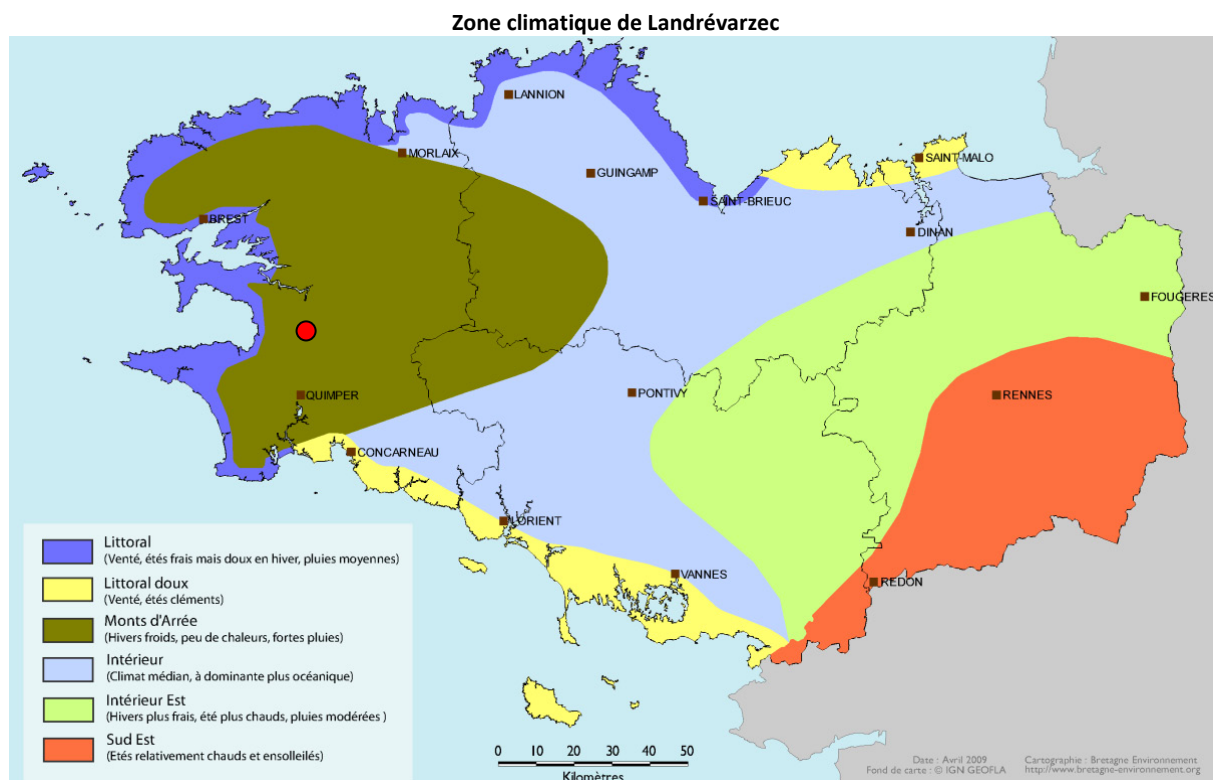 Zone climatique de Landrévarzec
LANNION
MORLAIX
GUINGAMP
SAINT-MALO
SAINT-BRIEUC
BREST
DINAN
FOUGERES
QUIMPER
PONTIVY
RENNES
CONCARNEAU
LORIENT
VANNES
REDON
Littoral
(Venté, étés frais mais doux en hiver, pluies moyennes)
Littoral doux
(Venté, étés cléments)
Monts d'Arrée
(Hivers froids, peu de chaleurs, fortes pluies)
Intérieur
(Climat médian, à dominante plus océanique)
Intérieur Est
(Hivers plus frais, été plus chauds, pluies modérées )
Sud Est
(Etés relativement chauds et ensolleilés)
0 10 20 30 40 50
Kilomètres
Date : Avril 2009
Fond de carte : © IGN GEOFLA
Cartographie : Bretagne Environnement
http://www.bretagne-environnement.org